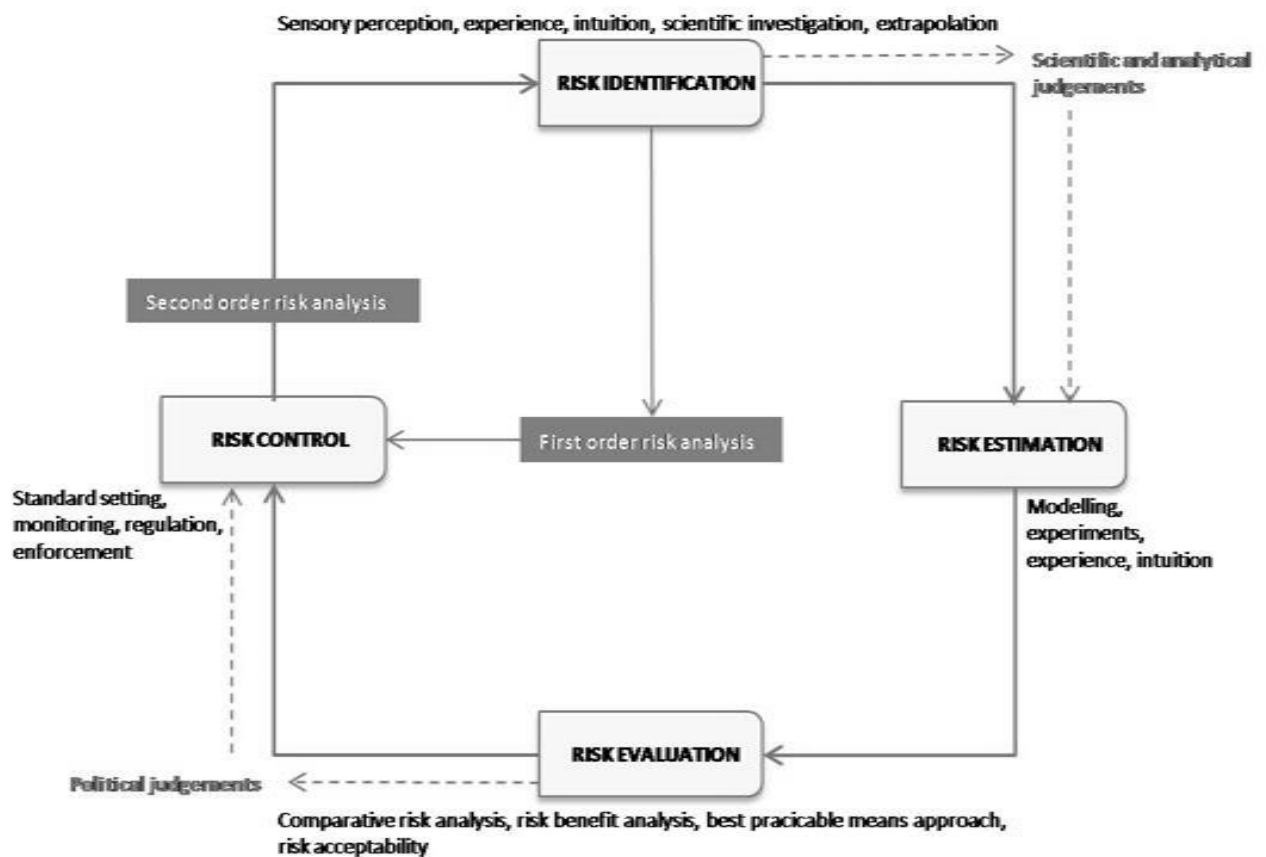 Sensory perception, experience, intuition, scientific investigation, extrapolation
RISK IDENTIFICATION
Scientific and analytical
judgements
Second order risk analysis
RISK CONTROL
First order risk analysis
RISK ESTIMATION
Standard setting,
monitoring, regulation,
enforcement
Modelling,
experiments,
experience, intuition
RISK EVALUATION
Political judgements
Comparative risk analysis, risk benefit analysis, best pracicable means approach,
risk acceptability